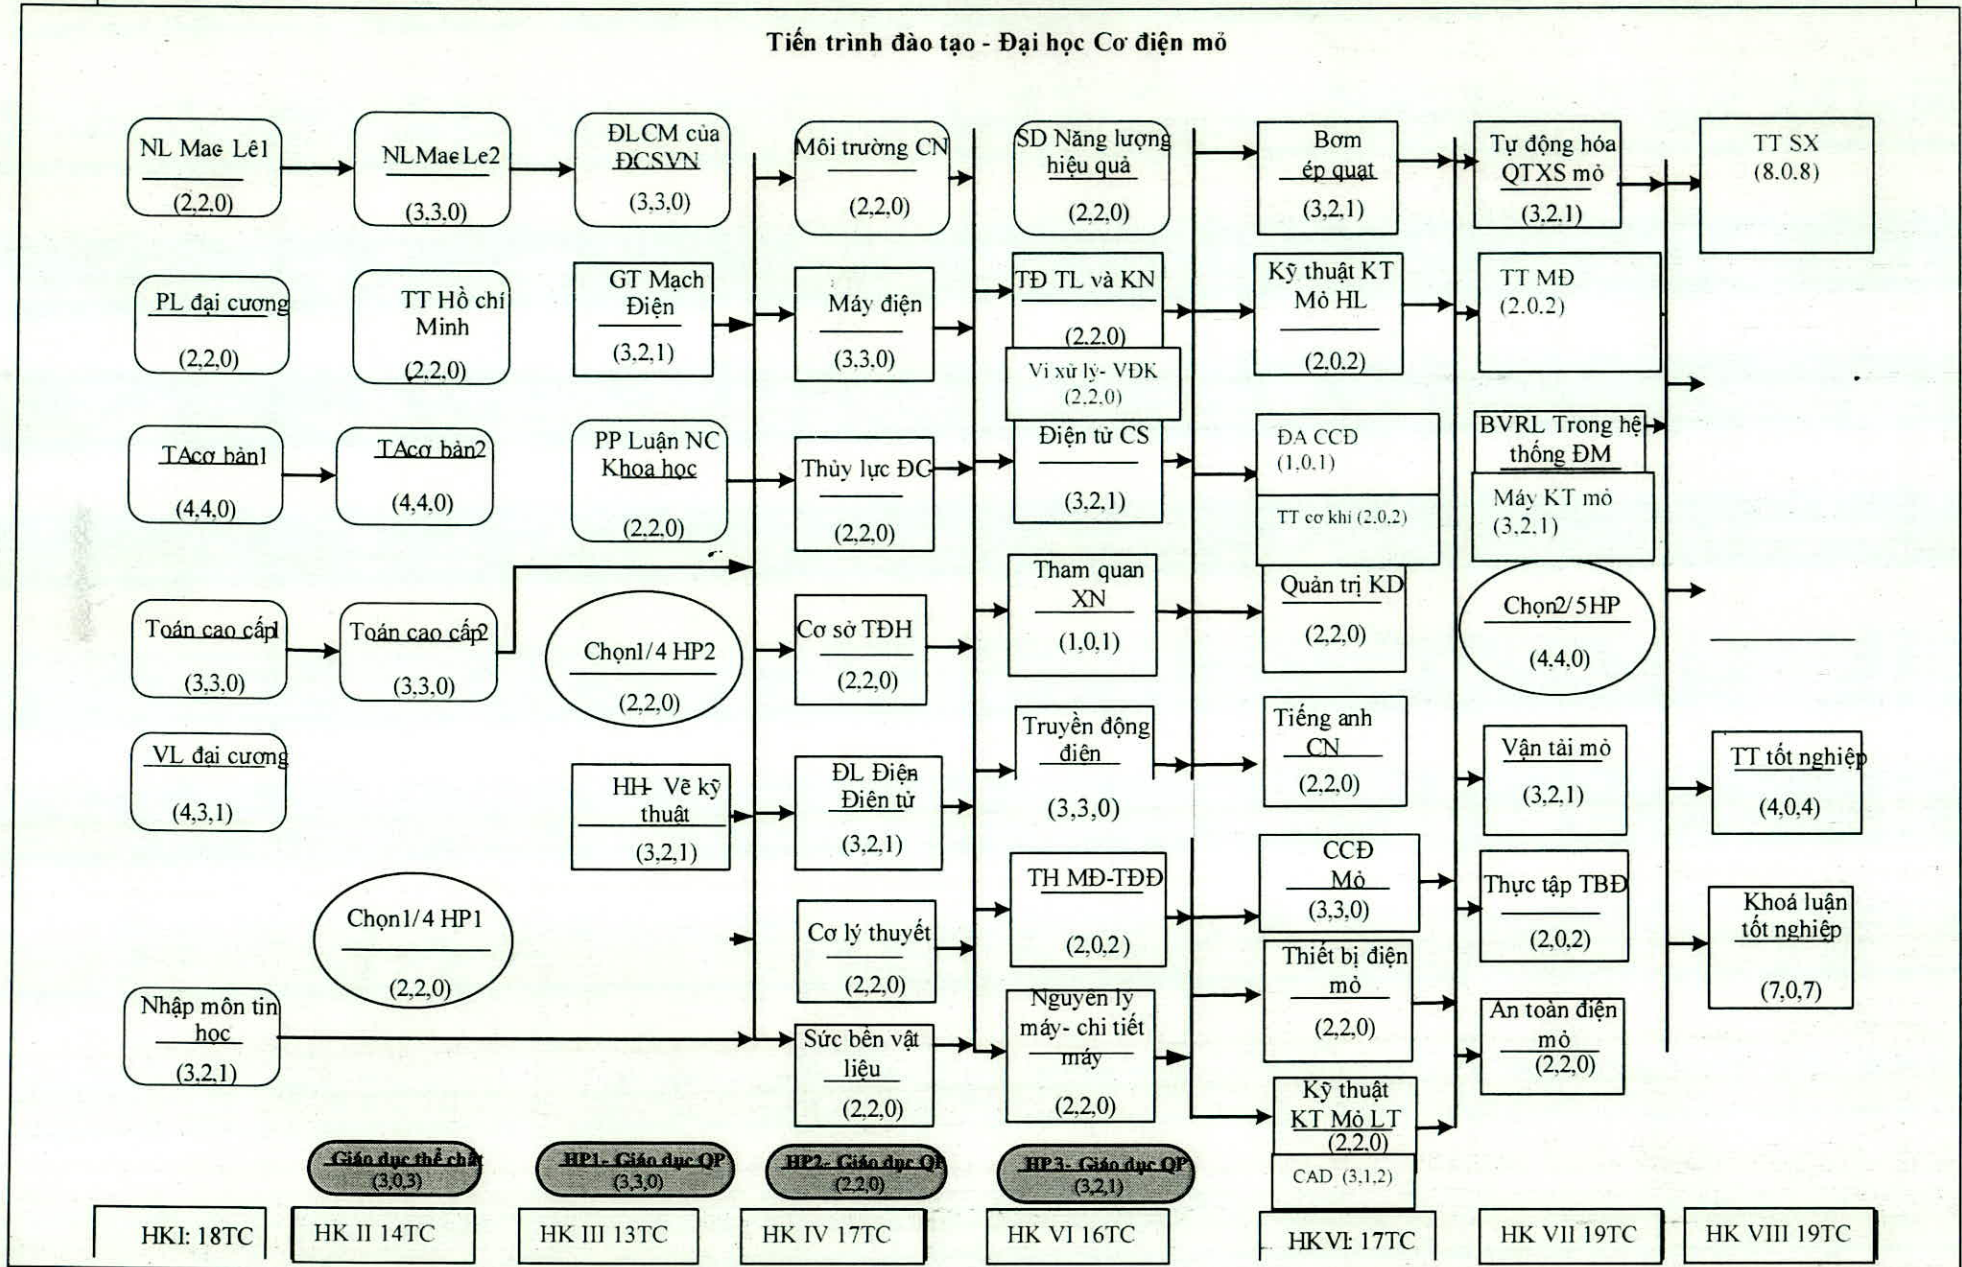 Tiến trình đào tạo - Đại học Cơ điện mỏ
NL Mac Lê1
(2,2,0)
PL đại cương
(2,2,0)
TAcơ bản1
(4,4,0)
Toán cao cấp1
(3,3,0)
VL đại cương
(4,3,1)
Nhập môn tin
học
(3,2,1)
HKI: 18TC
NLMacLe2
(3,3,0)
TT Hồ chí
Minh
(2,2,0)
TAcơ bản2
(4,4,0)
Toán cao cấp2
(3,3,0)
Chọn1/4 HP1
(2,2,0)
Giáo dục thể chất
(3,0,3)
HK II 14TC
ĐLCM của
ĐCSVN
(3,3,0)
GT Mạch
Điện
(3,2,1)
PP Luận NC
Khoa học
(2,2,0)
Chọn1/4 HP2
(2,2,0)
HH- Vẽ kỹ
thuật
(3,2,1)
HP1- Giáo dục QP
(3,3,0)
HK III 13TC
Môi trường CN
(2,2,0)
Máy điện
(3,3,0)
Thủy lực ĐC
(2,2,0)
Cơ sở TĐH
(2,2,0)
ĐL Điện
Điện tử
(3,2,1)
Cơ lý thuyết
(2,2,0)
Sức bền vật
liệu
(2,2,0)
HP2- Giáo dục QP
(2,2,0)
HK IV 17TC
SD Năng lượng
hiệu quả
(2,2,0)
TĐ TL và KN
(2,2,0)
Vi xử lý- VĐK
(2,2,0)
Điện tử CS
(3,2,1)
Tham quan
XN
(1,0,1)
Truyền động
điện
(3,3,0)
TH MĐ-TĐĐ
(2,0,2)
Nguyên lý
máy- chi tiết
máy
(2,2,0)
HP3- Giáo dục QP
(3,2,1)
HK VI 16TC
Bơm
ép quạt
(3,2,1)
Kỹ thuật KT
Mỏ HL
(2,0,2)
ĐA CCĐ
(1,0,1)
TT cơ khí (2,0,2)
Quản trị KD
(2,2,0)
Tiếng anh
CN
(2,2,0)
CCĐ
Mỏ
(3,3,0)
Thiết bị điện
mỏ
(2,2,0)
Kỹ thuật
KT Mỏ LT
(2,2,0)
CAD (3,1,2)
HKVI: 17TC
Tự động hóa
QTXS mỏ
(3,2,1)
TT MĐ
(2.0.2)
BVRL Trong hệ
thống ĐM
Máy KT mỏ
(3,2,1)
Chọn2/5HP
(4,4,0)
Vận tải mỏ
(3,2,1)
Thực tập TBĐ
(2,0,2)
An toàn điện
mỏ
(2,2,0)
HK VII 19TC
TT SX
(8.0.8)
TT tốt nghiệp
(4,0,4)
Khoá luận
tốt nghiệp
(7,0,7)
HK VIII 19TC